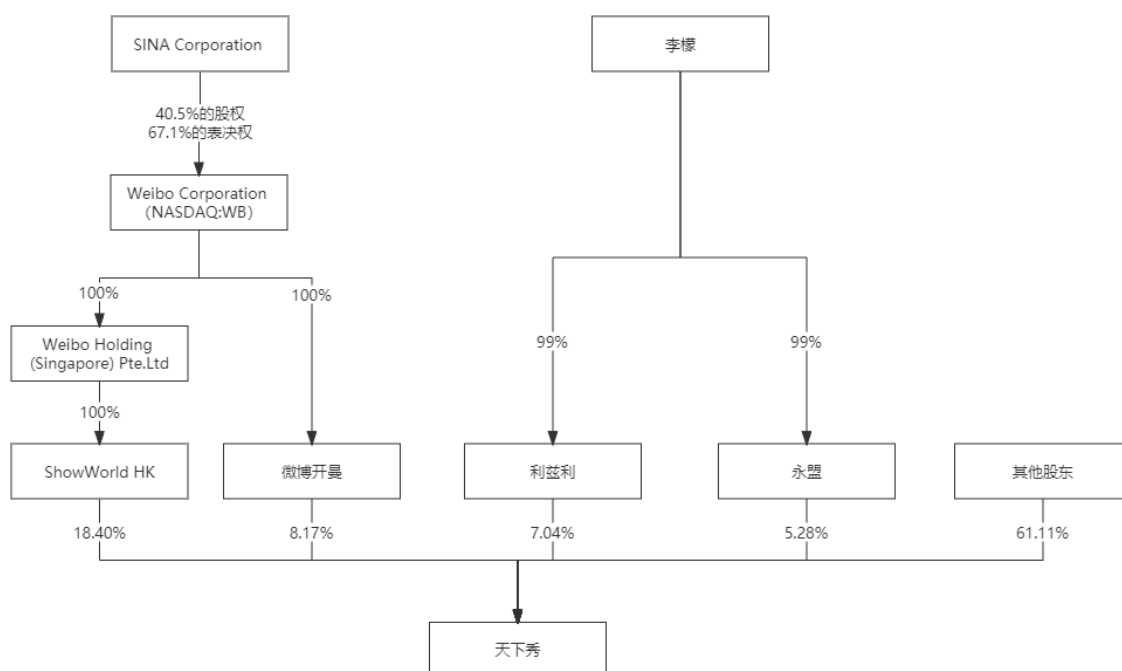 SINA Corporation
李檬
40.5%的股权
67.1%的表决权
Weibo Corporation
（NASDAQ:WB）
100%
100%
99%
99%
Weibo Holding
(Singapore) Pte.Ltd
100%
ShowWorld HK
微博开曼
利兹利
永盟
其他股东
18.40%
8.17%
7.04%
5.28%
61.11%
天下秀